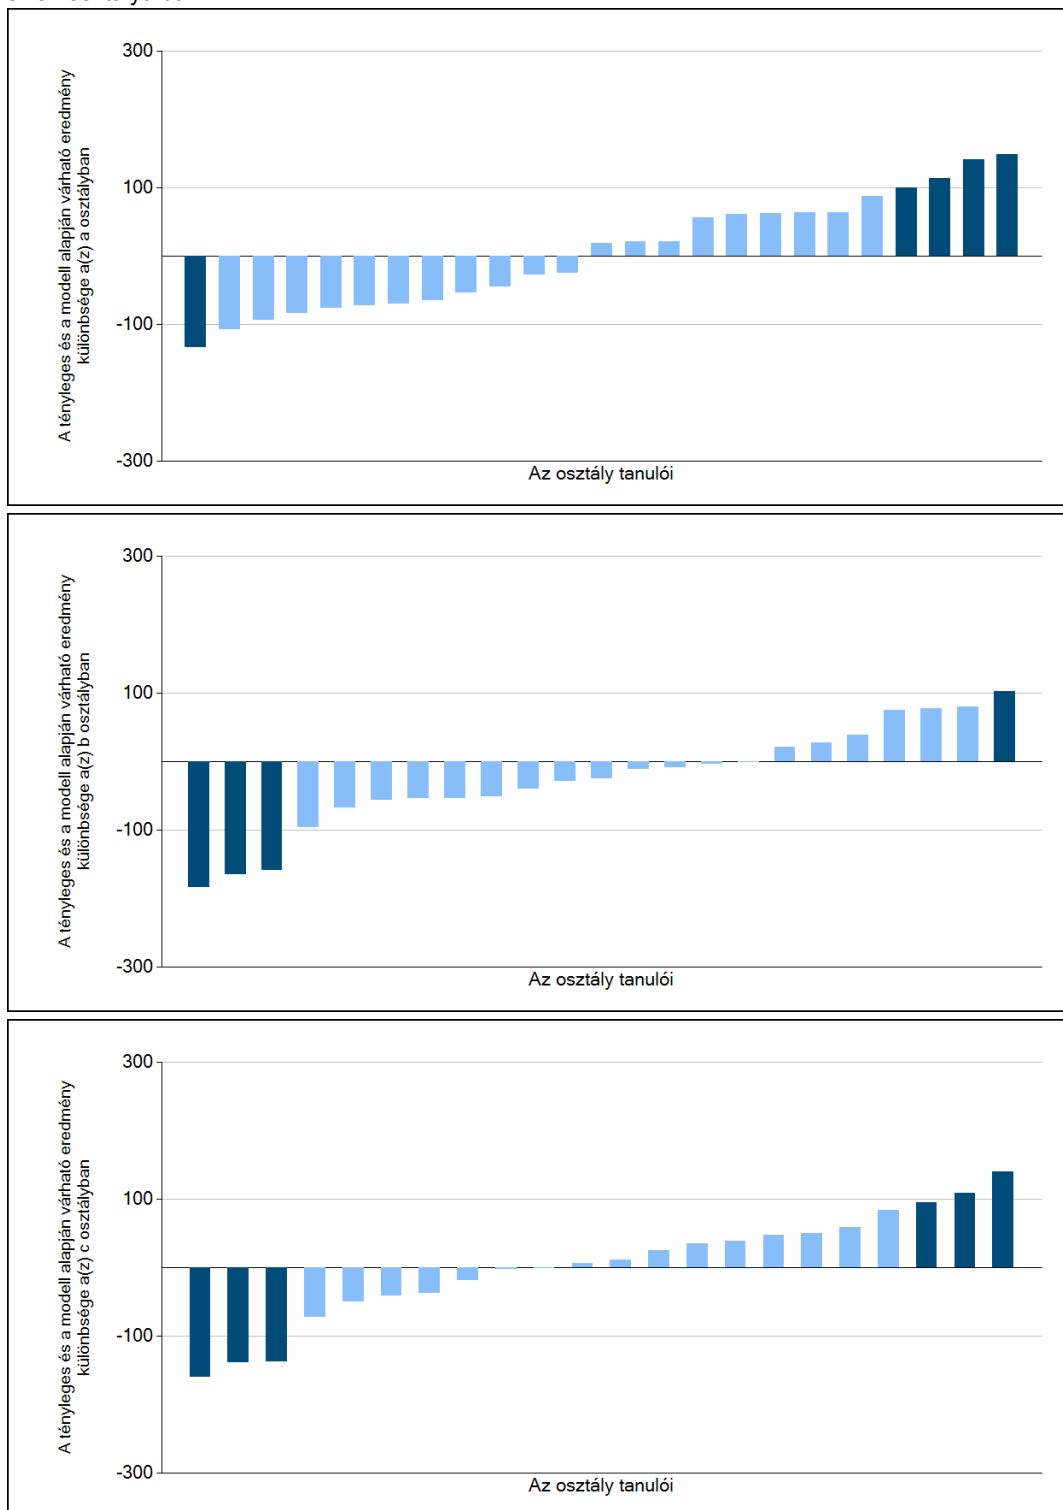 300
100
-100
-300
A tényleges és a modell alapján várható eredmény
különbsége a(z) a osztályban
Az osztály tanulói
300
100
-100
-300
A tényleges és a modell alapján várható eredmény
különbsége a(z) b osztályban
Az osztály tanulói
300
100
-100
-300
A tényleges és a modell alapján várható eredmény
különbsége a(z) c osztályban
Az osztály tanulói